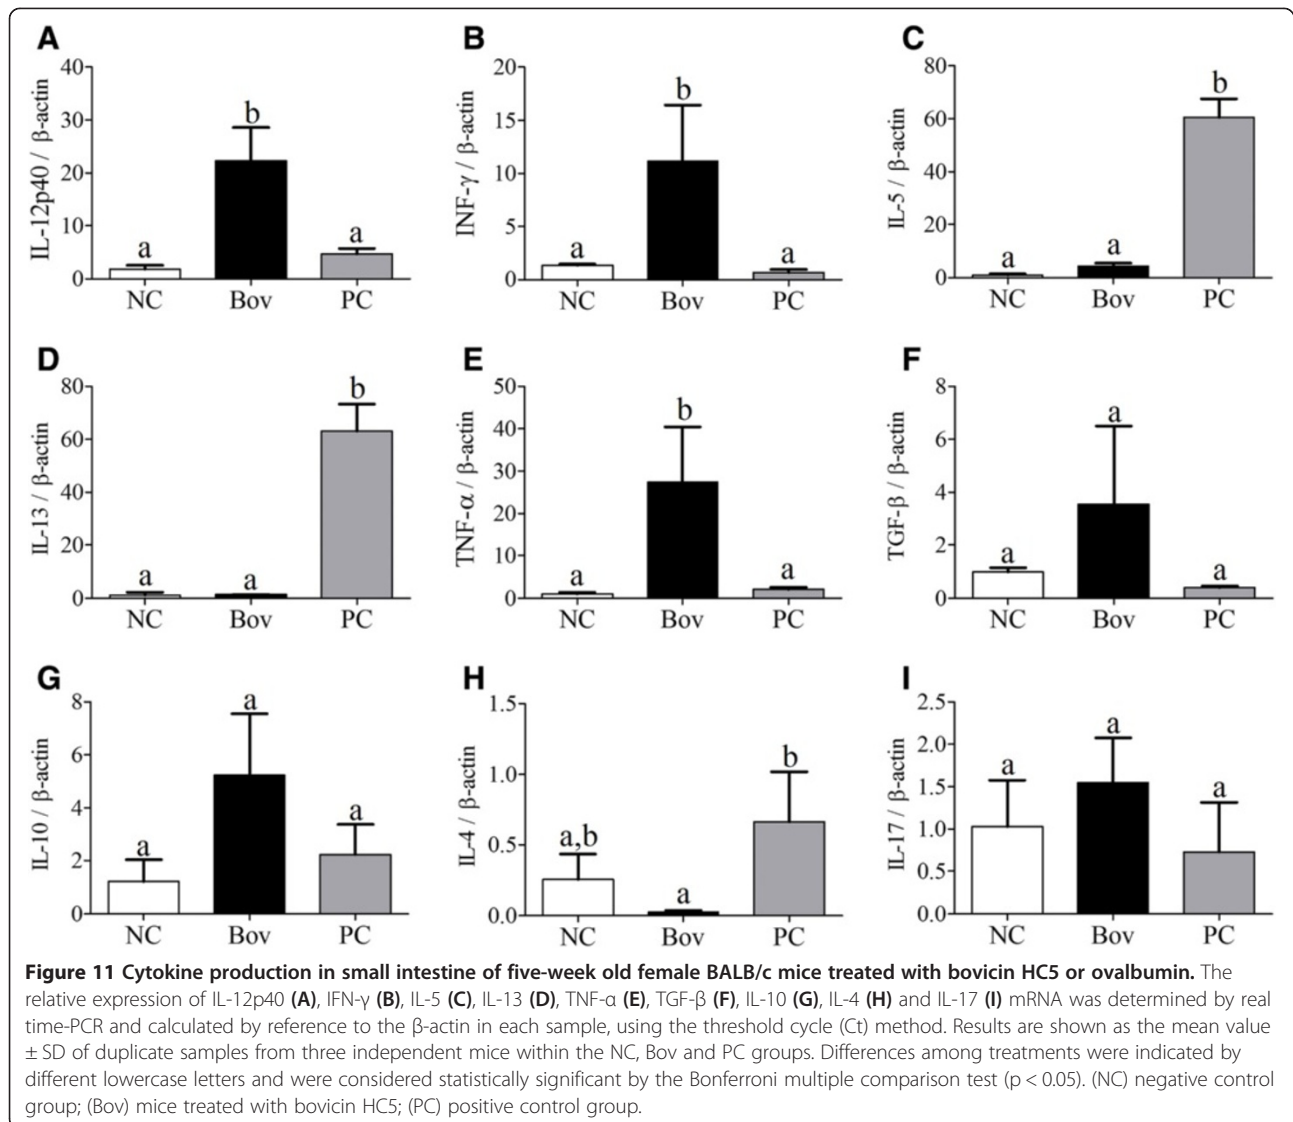 A
B
C
IL-12p40 / β-actin
40
30
20
10
0
a
b
a
NC Bov PC
INF-γ / β-actin
20
15
10
5
0
a
b
a
NC Bov PC
IL-5 / β-actin
80
60
40
20
0
a
a
b
NC Bov PC
D
E
F
IL-13 / β-actin
80
60
40
20
0
a
a
b
NC Bov PC
TNF-α / β-actin
50
40
30
20
10
0
a
b
a
NC Bov PC
TGF-β / β-actin
8
6
4
2
0
a
a
a
NC Bov PC
G
H
I
IL-10 / β-actin
8
6
4
2
0
a
a
a
NC Bov PC
IL-4 / β-actin
1.5
1.0
0.5
0.0
a,b
a
b
NC Bov PC
IL-17 / β-actin
2.5
2.0
1.5
1.0
0.5
0.0
a
a
a
NC Bov PC
Figure 11 Cytokine production in small intestine of five-week old female BALB/c mice treated with bovicin HC5 or ovalbumin. The
relative expression of IL-12p40 (A), IFN-γ (B), IL-5 (C), IL-13 (D), TNF-α (E), TGF-β (F), IL-10 (G), IL-4 (H) and IL-17 (I) mRNA was determined by real
time-PCR and calculated by reference to the β-actin in each sample, using the threshold cycle (Ct) method. Results are shown as the mean value
± SD of duplicate samples from three independent mice within the NC, Bov and PC groups. Differences among treatments were indicated by
different lowercase letters and were considered statistically significant by the Bonferroni multiple comparison test (p < 0.05). (NC) negative control
group; (Bov) mice treated with bovicin HC5; (PC) positive control group.